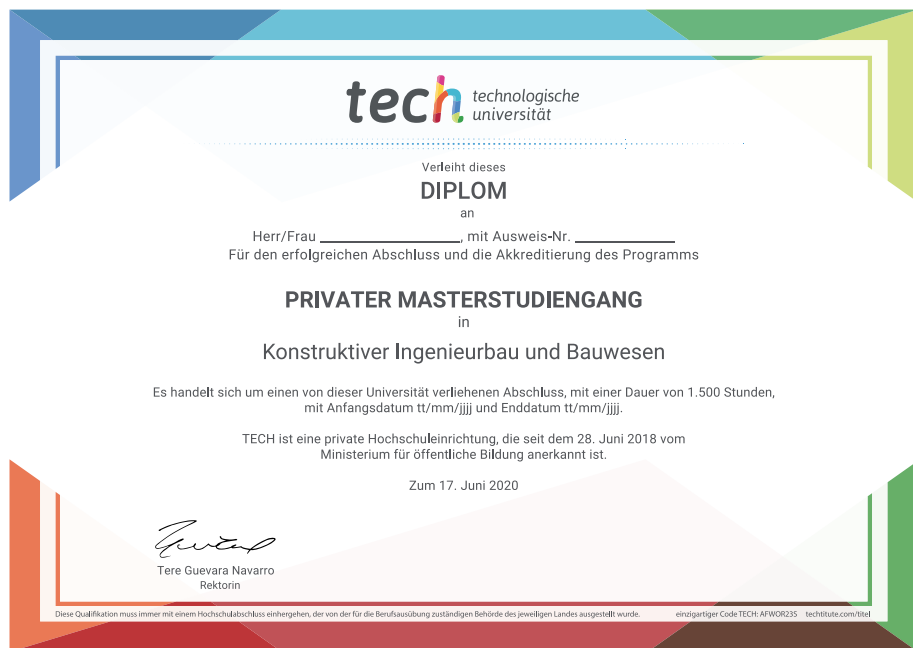 tech technologische
universität
Verleiht dieses
DIPLOM
an
Herr/Frau ____________________, mit Ausweis-Nr. ______________
Für den erfolgreichen Abschluss und die Akkreditierung des Programms
PRIVATER MASTERSTUDIENGANG
in
Konstruktiver Ingenieurbau und Bauwesen
Es handelt sich um einen von dieser Universität verliehenen Abschluss, mit einer Dauer von 1.500 Stunden,
mit Anfangsdatum tt/mm/jjjj und Enddatum tt/mm/jjjj.
TECH ist eine private Hochschuleinrichtung, die seit dem 28. Juni 2018 vom
Ministerium für öffentliche Bildung anerkannt ist.
Zum 17. Juni 2020
Tere Guevara Navarro
Rektorin
Diese Qualifikation muss immer mit einem Hochschulabschluss einhergehen, der von der für die Berufsausübung zuständigen Behörde des jeweiligen Landes ausgestellt wurde. einzigartiger Code TECH: AFWOR23S techtitute.com/titel